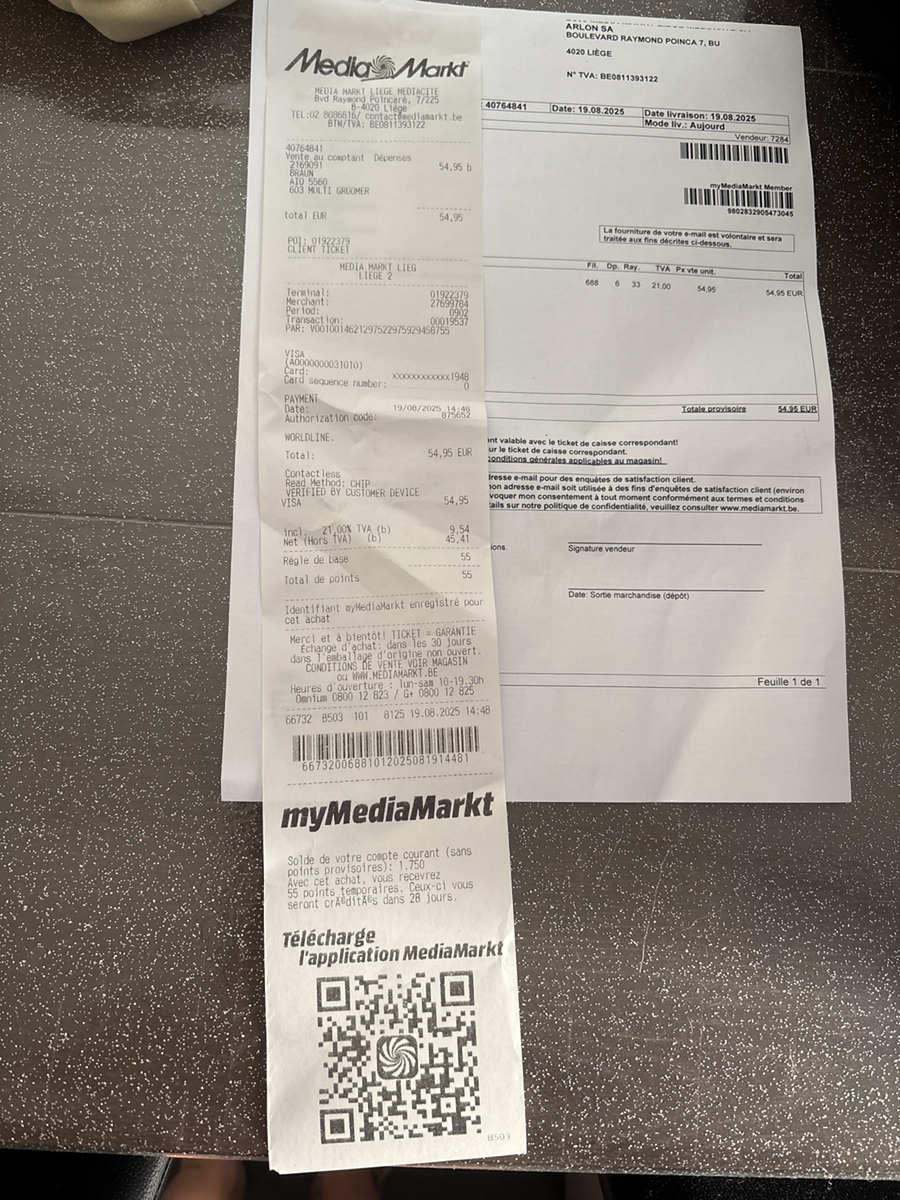 Media Markt
MEDIA MARKT LIEGE MEDIACITE
Bvd Raymond Poincaré, 7/225
B-4020 Liège
TEL:02 8086816/ contact@mediamarkt.be
BTW/TVA: BE0811393122
40764841
Vente au comptant Dépenses
2169091 54,95 b
BRAUN
AIO 5560
603 MULTI GROOMER
total EUR 54,95
POI: 01922379
CLIENT TICKET
MEDIA MARKT LIEG
LIEGE 2
Terminal: 01922379
Merchant: 27699784
Period: 0902
Transaction: 00019537
PAR: V0010014621297522975929458755
VISA
(A0000000031010)
Card: xxxxxxxxxxxx1948
Card sequence number: 0
PAYMENT
Date: 19/08/2025 14:48
Authorization code: 875652
WORLDLINE.
Total: 54,95 EUR
Contactless
Read Method: CHIP
VERIFIED BY CUSTOMER DEVICE
VISA 54,95
incl. 21,00% TVA (b) 9,54
Net (Hors TVA) (b) 45,41
Règle de base 55
Total de points 55
Identifiant myMediaMarkt enregistré pour
cet achat
Merci et à bientôt! TICKET = GARANTIE
Échange d'achat: dans les 30 jours
dans l'emballage d'origine non ouvert.
CONDITIONS DE VENTE VOIR MAGASIN
ou WWW.MEDIAMARKT.BE
Heures d'ouverture : lun-sam 10-19.30h
Omnium 0800 12 823 / G+ 0800 12 825
66732 B503 101 8125 19.08.2025 14:48
66732006881012025081914481
myMediaMarkt
Solde de votre compte courant (sans
points provisoires): 1.750
Avec cet achat, vous recevrez
55 points temporaires. Ceux-ci vous
seront crÃ©ditÃ©s dans 28 jours.
Télécharge
l'application MediaMarkt
B503
ARLON SA
BOULEVARD RAYMOND POINCA 7, BU
4020 LIÈGE
N° TVA: BE0811393122
: 40764841 Date: 19.08.2025 Date livraison: 19.08.2025
Mode liv.: Aujourd
Vendeur: 7284
myMediaMarkt Member
9802832905473045
La fourniture de votre e-mail est volontaire et sera
traitée aux fins décrites ci-dessous.
Fil. Dp. Ray. TVA Px vte unit. Total
688 6 33 21,00 54,95 54,95 EUR
Totale provisoire 54,95 EUR
nt valable avec le ticket de caisse correspondant!
ur le ticket de caisse correspondant.
conditions générales applicables au magasin!
dresse e-mail pour des enquêtes de satisfaction client.
on adresse e-mail soit utilisée à des fins d'enquêtes de satisfaction client (environ
voquer mon consentement à tout moment conformément aux termes et conditions
ails sur notre politique de confidentialité, veuillez consulter www.mediamarkt.be.
ions. Signature vendeur
Date: Sortie marchandise (dépôt)
Feuille 1 de 1